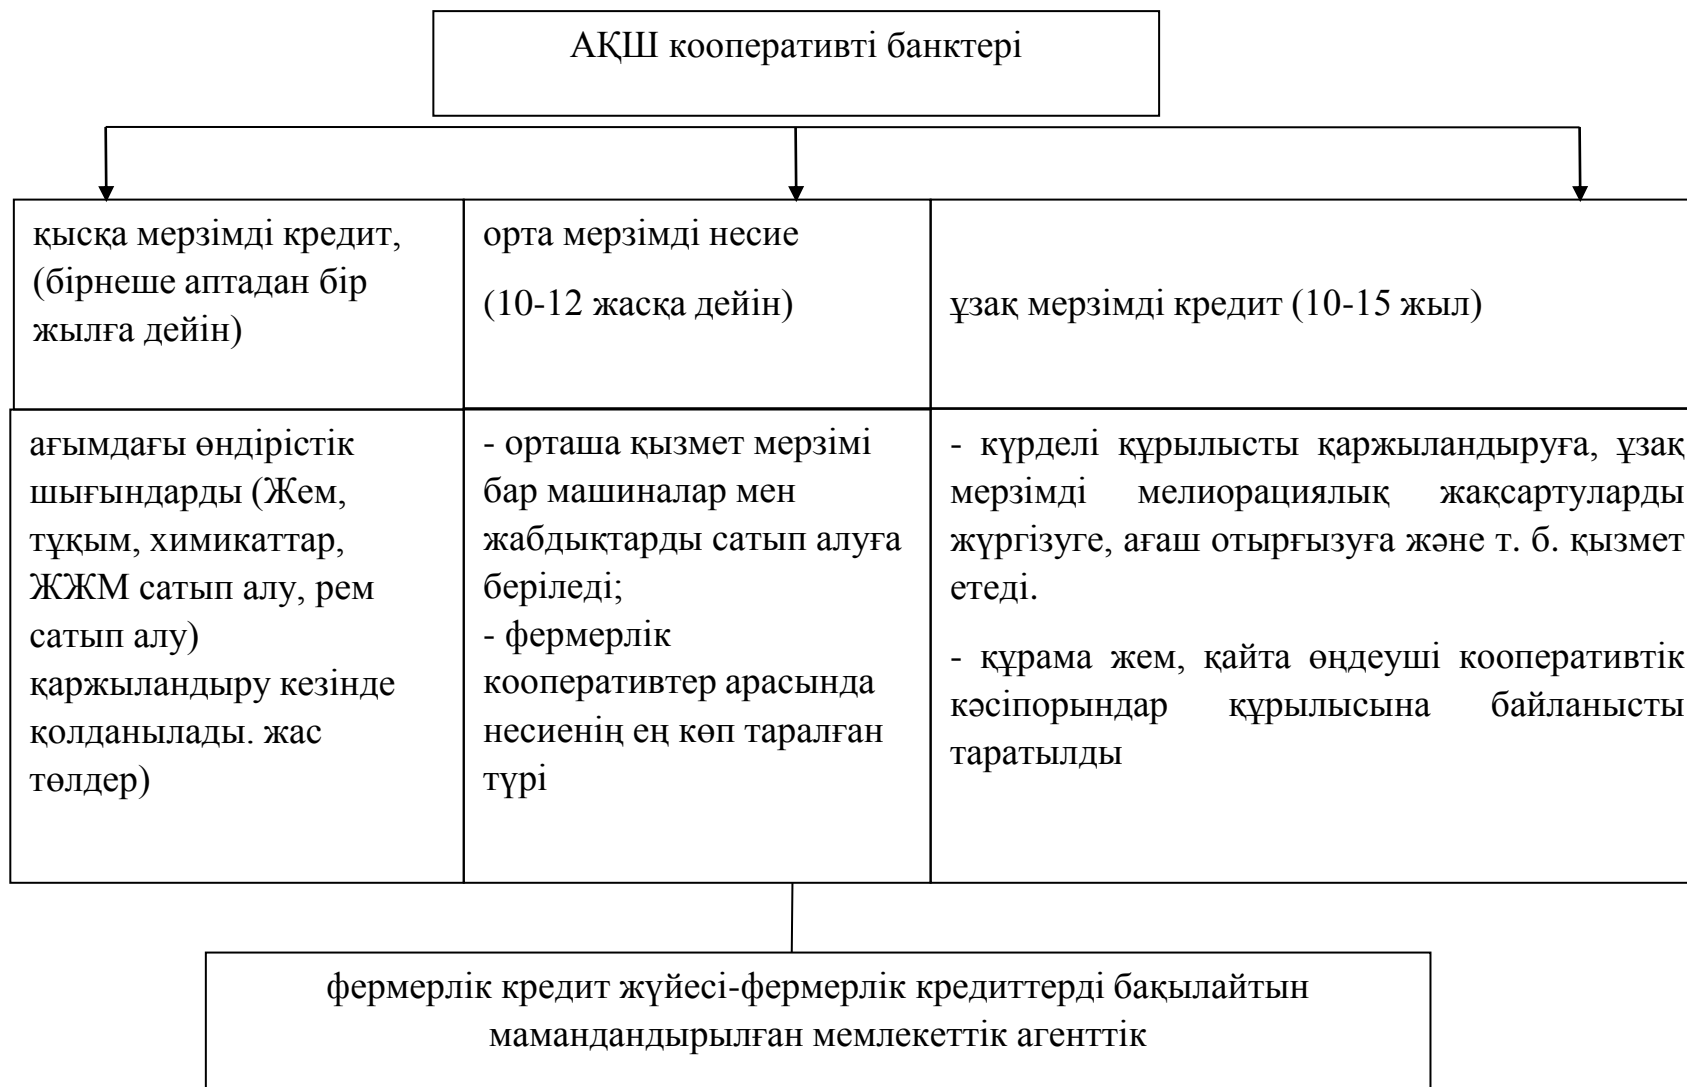 АҚШ кооперативті банктері
қысқа мерзімді кредит,
(бірнеше аптадан бір
жылға дейін)
орта мерзімді несие
(10-12 жасқа дейін)
ұзақ мерзімді кредит (10-15 жыл)
ағымдағы өндірістік
шығындарды (Жем,
тұқым, химикаттар,
ЖЖМ сатып алу, рем
сатып алу)
қаржыландыру кезінде
қолданылады. жас
төлдер)
- орташа қызмет мерзімі
бар машиналар мен
жабдықтарды сатып алуға
беріледі;
- фермерлік
кооперативтер арасында
несиенің ең көп таралған
түрі
- күрделі құрылысты қаржыландыруға, ұзақ
мерзімді мелиорациялық жақсартуларды
жүргізуге, ағаш отырғызуға және т. б. қызмет
етеді.
- құрама жем, қайта өңдеуші кооперативтік
кәсіпорындар құрылысына байланысты
таратылды
фермерлік кредит жүйесі-фермерлік кредиттерді бақылайтын
мамандандырылған мемлекеттік агенттік